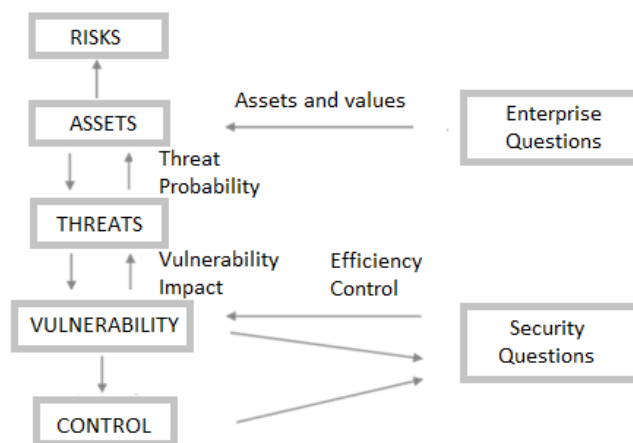 RISKS
Assets and values
ASSETS
Enterprise
Questions
Threat
Probability
THREATS
Vulnerability
Impact
Efficiency
Control
VULNERABILITY
Security
Questions
CONTROL